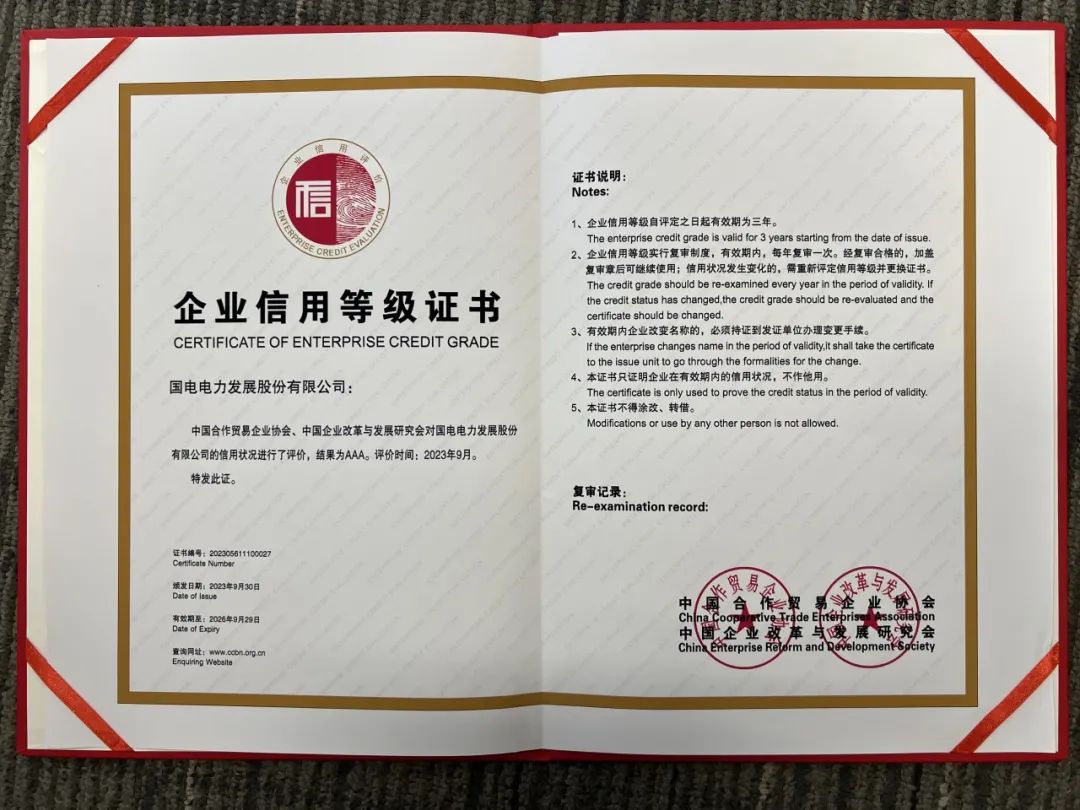 企业信用评价
信
ENTERPRISE CREDIT EVALUATION
企业信用等级证书
CERTIFICATE OF ENTERPRISE CREDIT GRADE
国电电力发展股份有限公司：
中国合作贸易企业协会、中国企业改革与发展研究会对国电电力发展股份
有限公司的信用状况进行了评价，结果为AAA。评价时间：2023年9月。
特发此证。
证书编号：202305611100027
Certificate Number
颁发日期：2023年9月30日
Date of Issue
有效期至：2026年9月29日
Date of Expiry
查询网址：www.ccbn.org.cn
Enquiring Website
证书说明：
Notes:
1、企业信用等级自评定之日起有效期为三年。
The enterprise credit grade is valid for 3 years starting from the date of issue.
2、企业信用等级实行复审制度，有效期内，每年复审一次。经复审合格的，加盖
复审章后可继续使用；信用状况发生变化的，需重新评定信用等级并更换证书。
The credit grade should be re-examined every year in the period of validity. If
the credit status has changed,the credit grade should be re-evaluated and the
certificate should be changed.
3、有效期内企业改变名称的，必须持证到发证单位办理变更手续。
If the enterprise changes name in the period of validity,it shall take the certificate
to the issue unit to go through the formalities for the change.
4、本证书只证明企业在有效期内的信用状况，不作他用。
The certificate is only used to prove the credit status in the period of validity.
5、本证书不得涂改、转借。
Modifications or use by any other person is not allowed.
复审记录：
Re-examination record:
中国合作贸易企业协会
China Cooperative Trade Enterprises Association
中国企业改革与发展研究会
China Enterprise Reform and Development Society